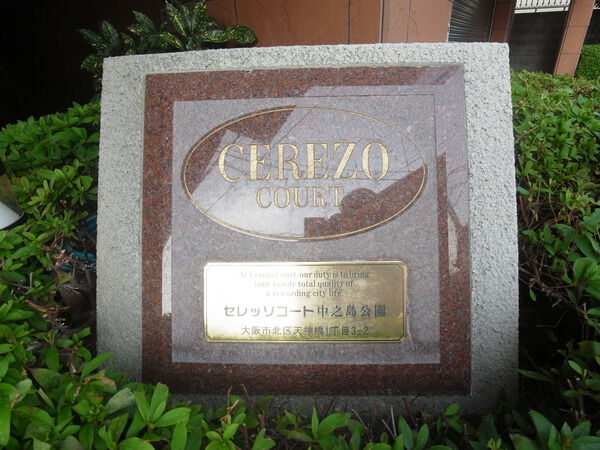 CEREZO
COURT
At Cerezo Court, our duty is to bring
your family total quality of
a rewarding city life.
セレッソコート中之島公園
大阪市北区天神橋1丁目3-2